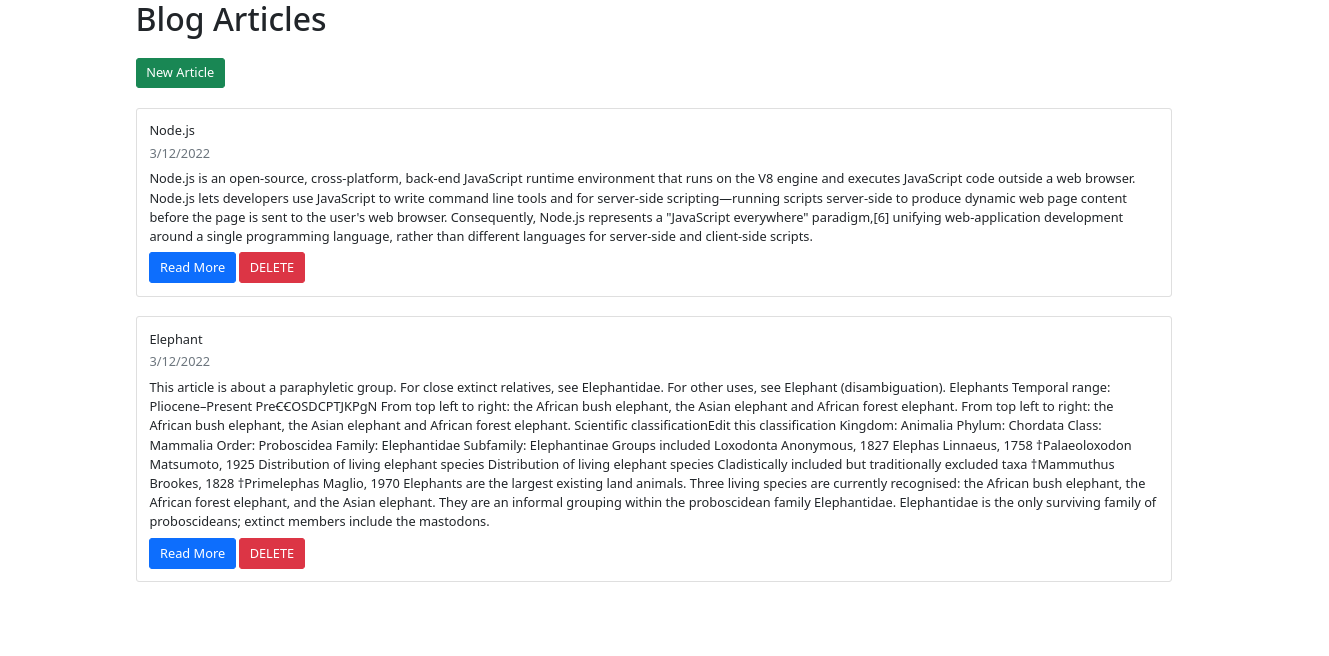 Blog Articles
New Article
Node.js
3/12/2022
Node.js is an open-source, cross-platform, back-end JavaScript runtime environment that runs on the V8 engine and executes JavaScript code outside a web browser.
Node.js lets developers use JavaScript to write command line tools and for server-side scripting—running scripts server-side to produce dynamic web page content
before the page is sent to the user's web browser. Consequently, Node.js represents a "JavaScript everywhere" paradigm,[6] unifying web-application development
around a single programming language, rather than different languages for server-side and client-side scripts.
Read More DELETE
Elephant
3/12/2022
This article is about a paraphyletic group. For close extinct relatives, see Elephantidae. For other uses, see Elephant (disambiguation). Elephants Temporal range:
Pliocene–Present PreꞒꞒOSDCPTJKPgN From top left to right: the African bush elephant, the Asian elephant and African forest elephant. From top left to right: the
African bush elephant, the Asian elephant and African forest elephant. Scientific classificationEdit this classification Kingdom: Animalia Phylum: Chordata Class:
Mammalia Order: Proboscidea Family: Elephantidae Subfamily: Elephantinae Groups included Loxodonta Anonymous, 1827 Elephas Linnaeus, 1758 †Palaeoloxodon
Matsumoto, 1925 Distribution of living elephant species Distribution of living elephant species Cladistically included but traditionally excluded taxa †Mammuthus
Brookes, 1828 †Primelephas Maglio, 1970 Elephants are the largest existing land animals. Three living species are currently recognised: the African bush elephant, the
African forest elephant, and the Asian elephant. They are an informal grouping within the proboscidean family Elephantidae. Elephantidae is the only surviving family of
proboscideans; extinct members include the mastodons.
Read More DELETE